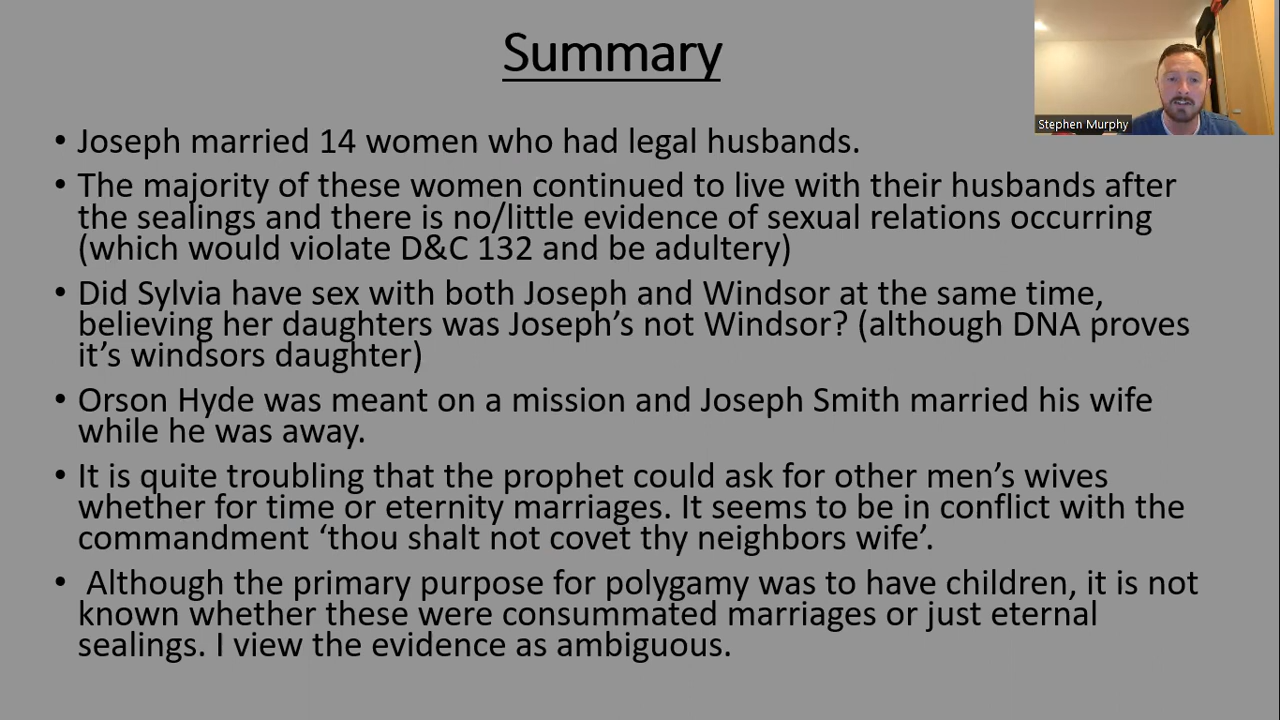 Summary
Stephen Murphy
• Joseph married 14 women who had legal husbands.
• The majority of these women continued to live with their husbands after
the sealings and there is no/little evidence of sexual relations occurring
(which would violate D&C 132 and be adultery)
• Did Sylvia have sex with both Joseph and Windsor at the same time,
believing her daughters was Joseph’s not Windsor? (although DNA proves
it’s windsors daughter)
• Orson Hyde was meant on a mission and Joseph Smith married his wife
while he was away.
• It is quite troubling that the prophet could ask for other men’s wives
whether for time or eternity marriages. It seems to be in conflict with the
commandment ‘thou shalt not covet thy neighbors wife’.
• Although the primary purpose for polygamy was to have children, it is not
known whether these were consummated marriages or just eternal
sealings. I view the evidence as ambiguous.